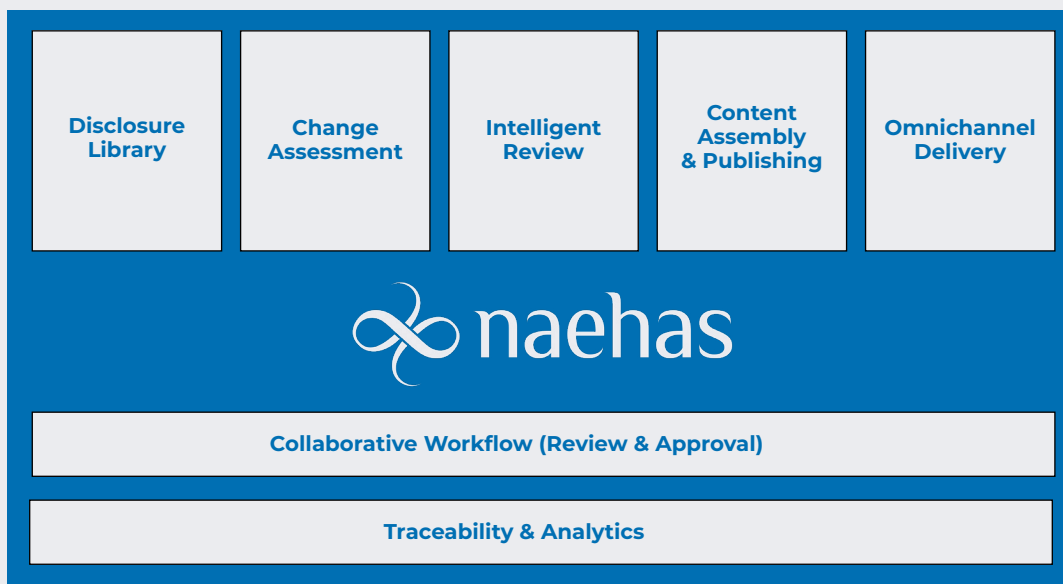 Disclosure
Library
Change
Assessment
Intelligent
Review
Content
Assembly
& Publishing
Omnichannel
Delivery
naehas
Collaborative Workflow (Review & Approval)
Traceability & Analytics